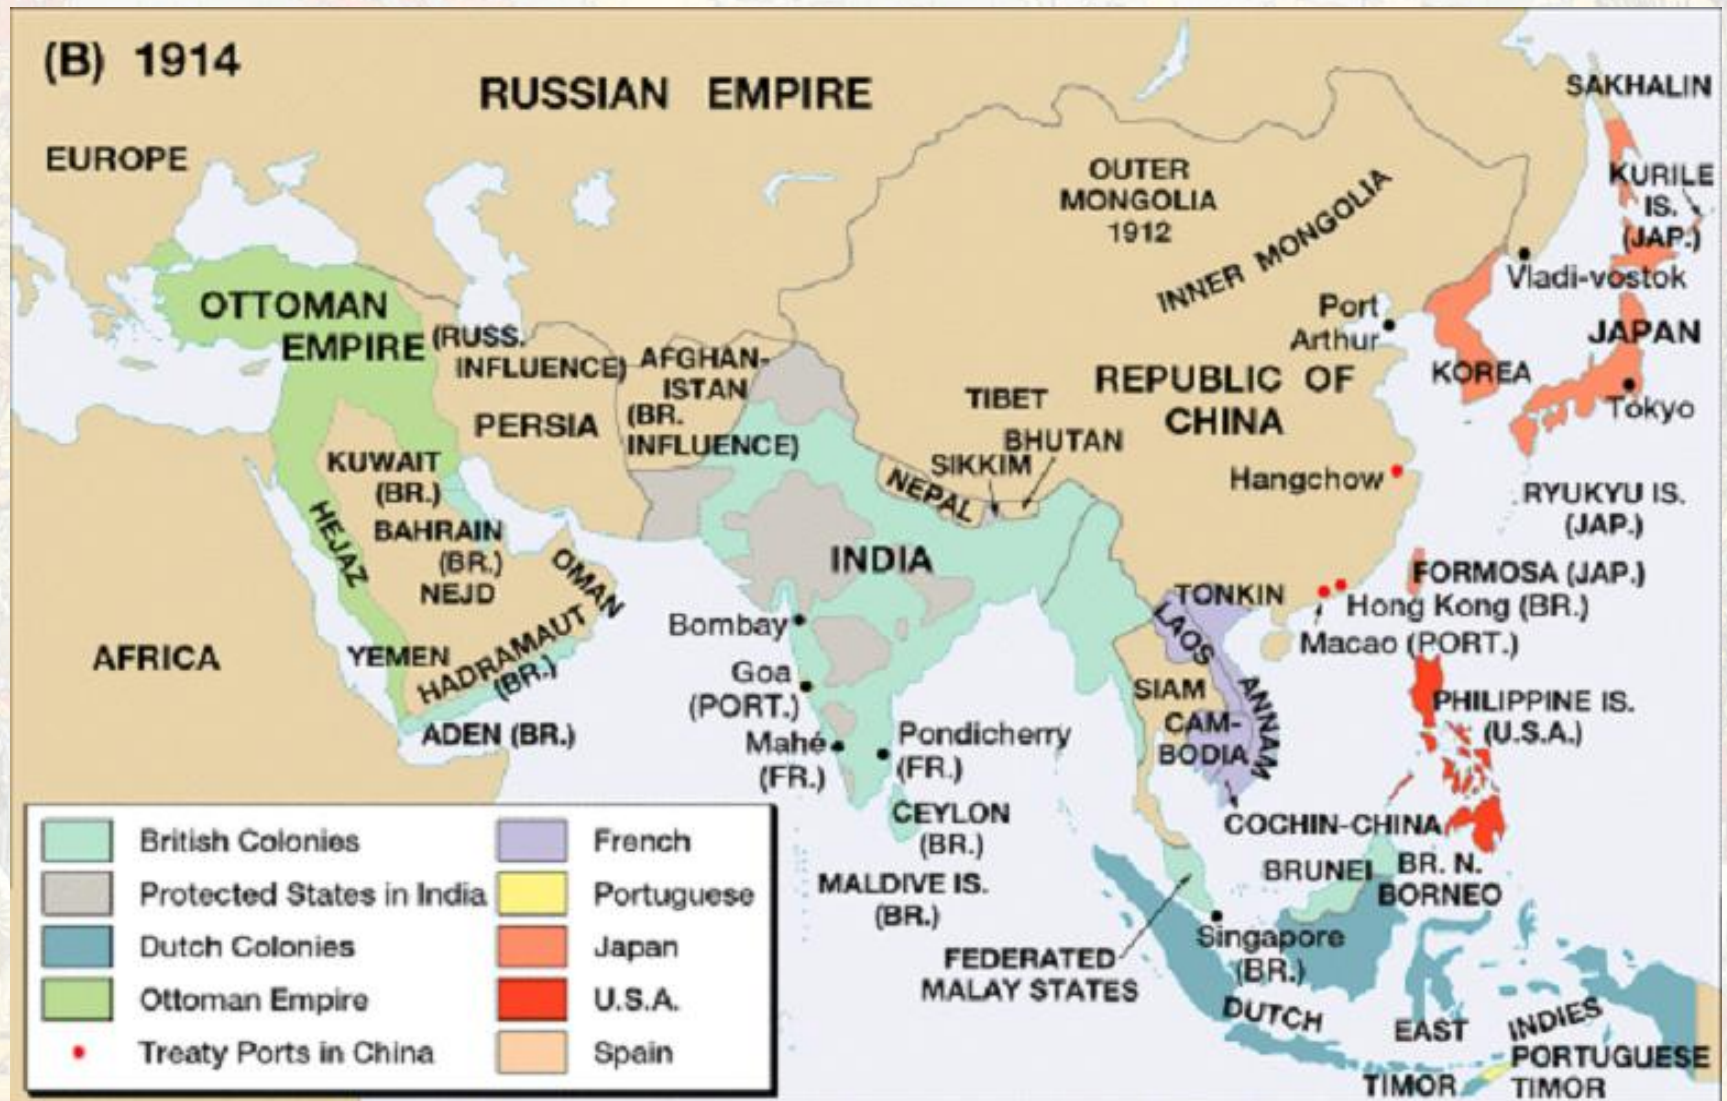 (B) 1914
RUSSIAN EMPIRE
EUROPE
SAKHALIN
KURILE
IS.
(JAP.)
OUTER
MONGOLIA
1912
INNER MONGOLIA
Vladi-vostok
Port
Arthur
JAPAN
KOREA
Tokyo
OTTOMAN
EMPIRE
(RUSS.
INFLUENCE)
PERSIA
AFGHAN-
ISTAN
(BR.
INFLUENCE)
TIBET
REPUBLIC OF
CHINA
BHUTAN
SIKKIM
NEPAL
Hangchow
RYUKYU IS.
(JAP.)
KUWAIT
(BR.)
BAHRAIN
(BR.)
NEJD
HEJAZ
OMAN
INDIA
FORMOSA (JAP.)
TONKIN
Hong Kong (BR.)
Macao (PORT.)
LAOS
AFRICA
YEMEN
HADRAMAUT
(BR.)
ADEN (BR.)
Bombay
Goa
(PORT.)
Mahé
(FR.)
Pondicherry
(FR.)
SIAM
CAM-
BODIA
ANNAM
PHILIPPINE IS.
(U.S.A.)
CEYLON
(BR.)
COCHIN-CHINA
MALDIVE IS.
(BR.)
BRUNEI
BR. N.
BORNEO
Singapore
(BR.)
FEDERATED
MALAY STATES
DUTCH
EAST
INDIES
PORTUGUESE
TIMOR
TIMOR
British Colonies
Protected States in India
Dutch Colonies
Ottoman Empire
Treaty Ports in China
French
Portuguese
Japan
U.S.A.
Spain